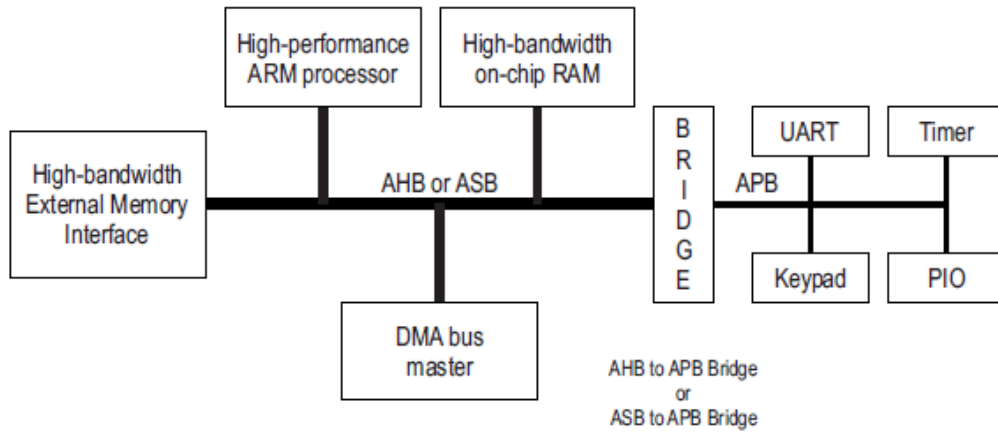 High-performance
ARM processor
High-bandwidth
on-chip RAM
High-bandwidth
External Memory
Interface
AHB or ASB
B
R
I
D
G
E
APB
UART
Timer
Keypad
PIO
DMA bus
master
AHB to APB Bridge
or
ASB to APB Bridge